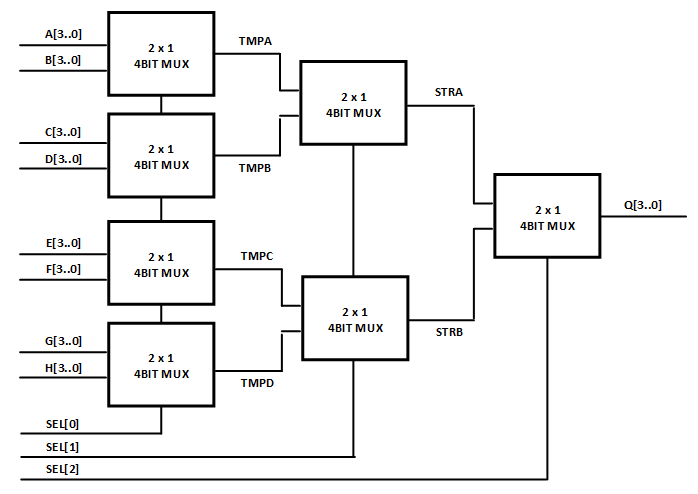 A[3..0]
B[3..0]
2 x 1
4BIT MUX
TMPA
C[3..0]
D[3..0]
2 x 1
4BIT MUX
TMPB
2 x 1
4BIT MUX
STRA
E[3..0]
F[3..0]
2 x 1
4BIT MUX
TMPC
G[3..0]
H[3..0]
2 x 1
4BIT MUX
TMPD
2 x 1
4BIT MUX
STRB
2 x 1
4BIT MUX
Q[3..0]
SEL[0]
SEL[1]
SEL[2]